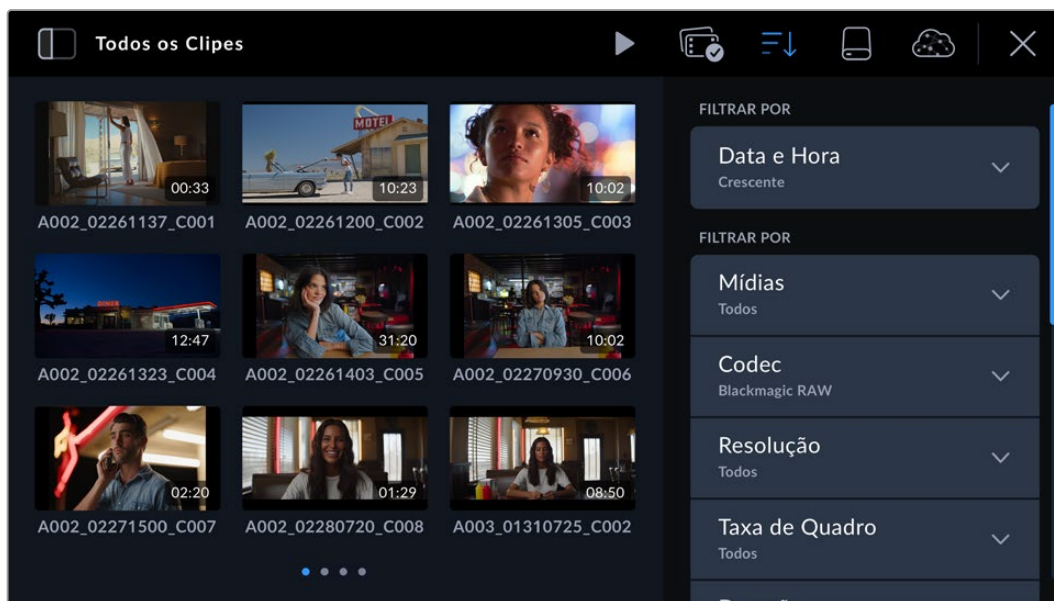 Todos os Clipes
MOTEL
00:33
10:23
10:02
A002_02261137_C001
A002_02261200_C002
A002_02261305_C003
DINER
12:47
31:20
10:02
A002_02261323_C004
A002_02261403_C005
A002_02270930_C006
02:20
01:29
08:50
A002_02271500_C007
A002_02280720_C008
A003_01310725_C002
FILTRAR POR
Data e Hora
Crescente
FILTRAR POR
Mídias
Todos
Codec
Blackmagic RAW
Resolução
Todos
Taxa de Quadro
Todos